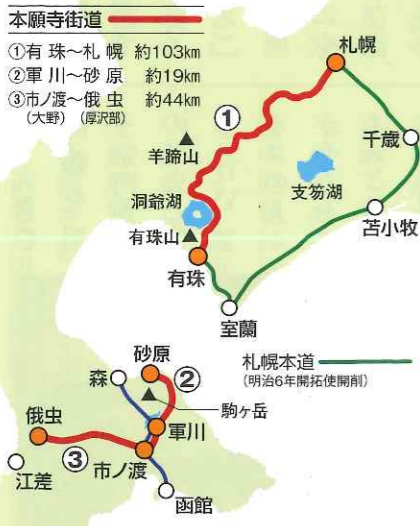 本願寺街道
①有珠〜札幌 約103km
②軍川〜砂原 約19km
③市ノ渡〜俄虫 約44km
(大野) (厚沢部)
札幌
①
千歳
羊蹄山
支笏湖
洞爺湖
苫小牧
有珠山
有珠
室蘭
砂原
札幌本道
(明治6年開拓使開削)
森
②
駒ヶ岳
俄虫
軍川
③
市ノ渡
江差
函館